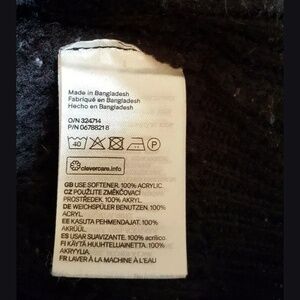 Made in Bangladesh
Fabriqué en Bangladesh
Hecho en Bangladesh
O/N 324714
P/N 06788218
40
P
clevercare.info
GB USE SOFTENER. 100% ACRYLIC.
CZ POUŽIJTE ZMĚKČOVACÍ
PROSTŘEDEK. 100% AKRYL.
DE WEICHSPÜLER BENUTZEN. 100%
ACRYL.
EE KASUTA PEHMENDAJAT. 100%
AKRÜÜL.
ES USAR SUAVIZANTE. 100% acrílico.
FI KÄYTÄ HUUHTELUAINETTA. 100%
AKRYYLIA.
FR LAVER À LA MACHINE À L'EAU